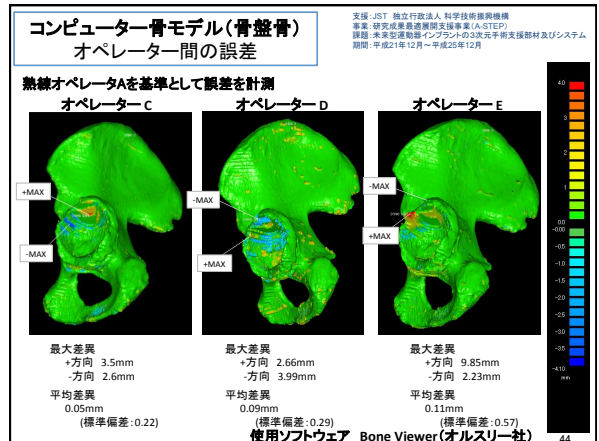 コンピューター骨モデル(骨盤骨)
オペレーター間の誤差
支援:JST 独立行政法人 科学技術振興機構
事業:研究成果最適展開支援事業(A-STEP)
課題:未来型運動器インプラントの3次元手術支援部材及びシステム
期間:平成21年12月~平成25年12月
熟練オペレータAを基準として誤差を計測
オペレーター C
オペレーター D
オペレーター E
+MAX
-MAX
-MAX
+MAX
-MAX
+MAX
4.0
3
2
1
0.0
-0.00
-0.5
-1.0
-1.5
-2.0
-2.5
-3.0
-3.5
-4.10
mm
最大差異
+方向 3.5mm
-方向 2.6mm
平均差異
0.05mm
(標準偏差:0.22)
最大差異
+方向 2.66mm
-方向 3.99mm
平均差異
0.09mm
(標準偏差:0.29)
最大差異
+方向 9.85mm
-方向 2.23mm
平均差異
0.11mm
(標準偏差:0.57)
使用ソフトウェア Bone Viewer(オルスリー社)
44